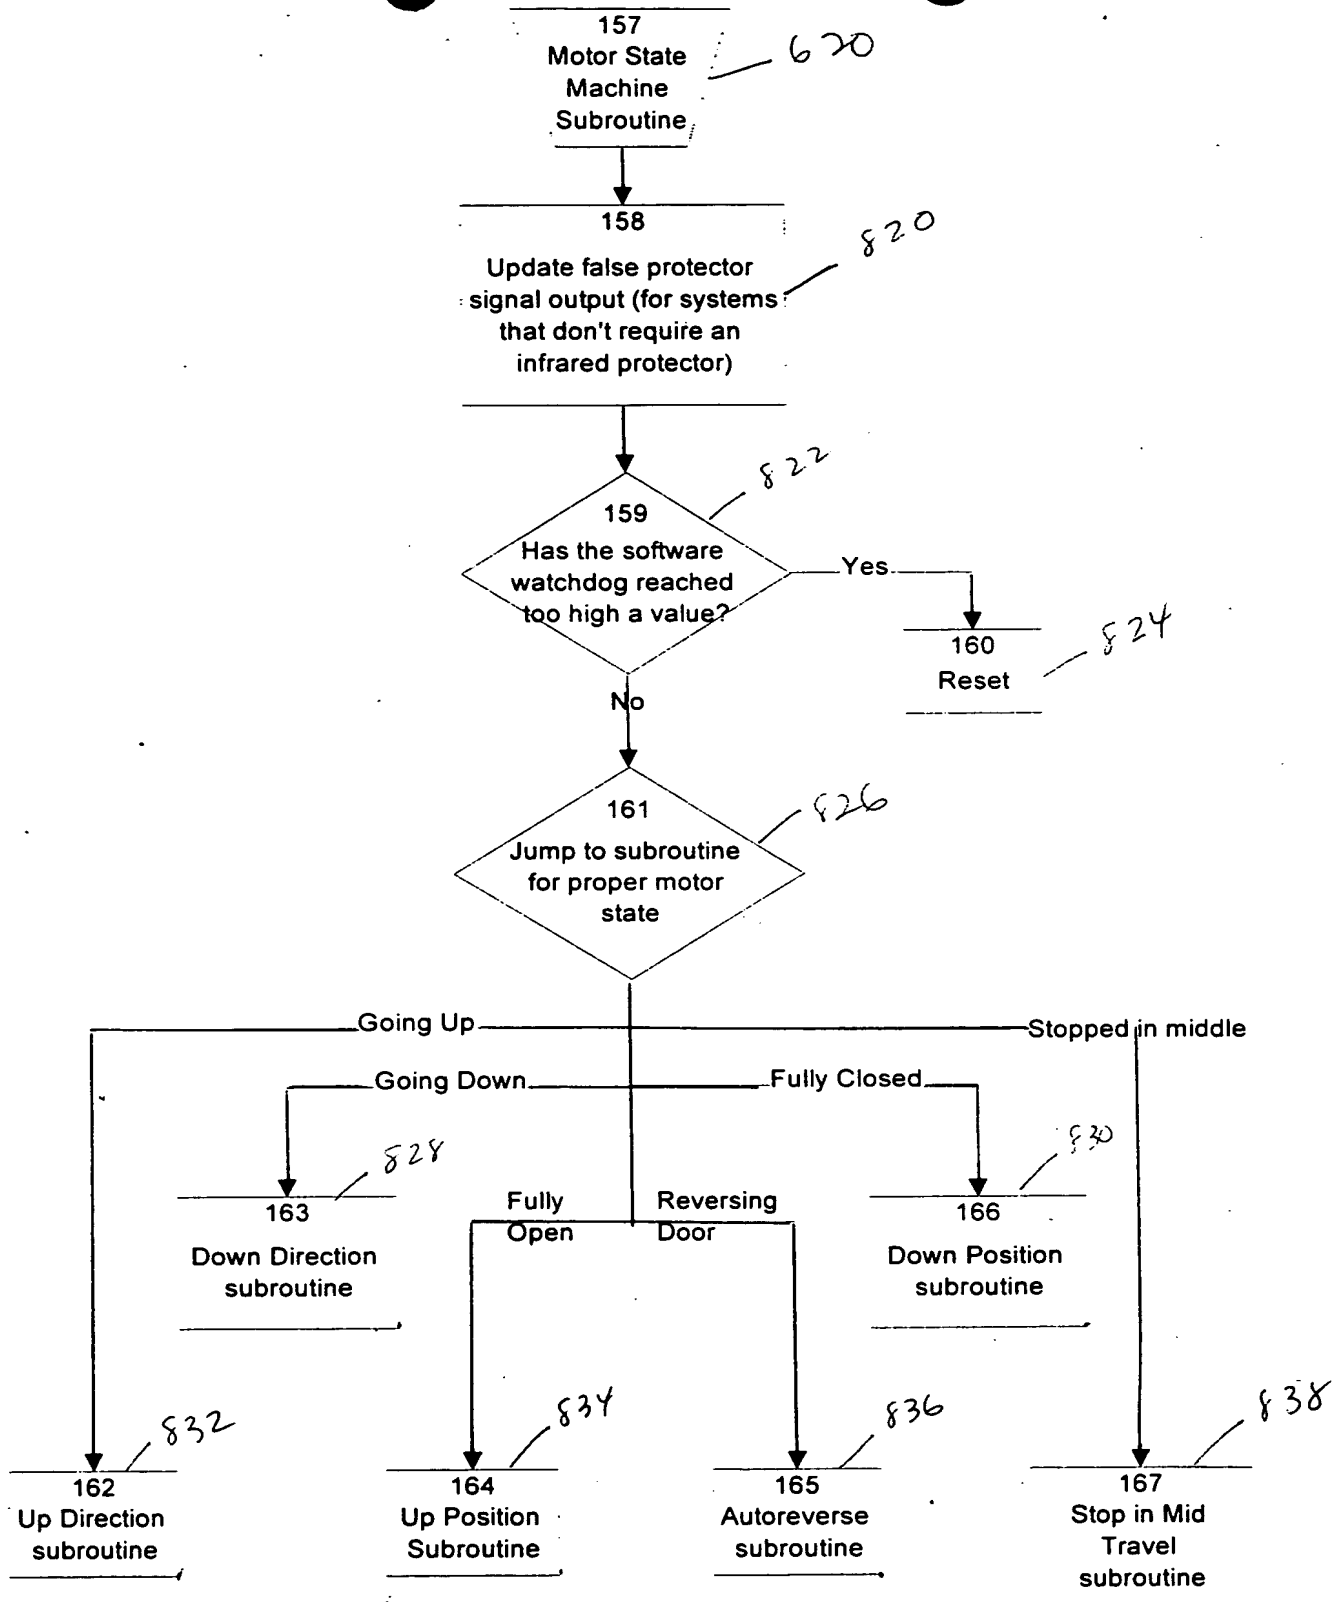 157
Motor State
Machine
Subroutine
620
158
Update false protector
signal output (for systems
that don't require an
infrared protector)
820
159
Has the software
watchdog reached
too high a value?
822
Yes
160
Reset
824
No
161
Jump to subroutine
for proper motor
state
826
Going Up
Stopped in middle
Going Down
Fully Closed
828
830
163
Down Direction
subroutine
Fully
Open
Reversing
Door
166
Down Position
subroutine
832
834
836
838
162
Up Direction
subroutine
164
Up Position
Subroutine
165
Autoreverse
subroutine
167
Stop in Mid
Travel
subroutine